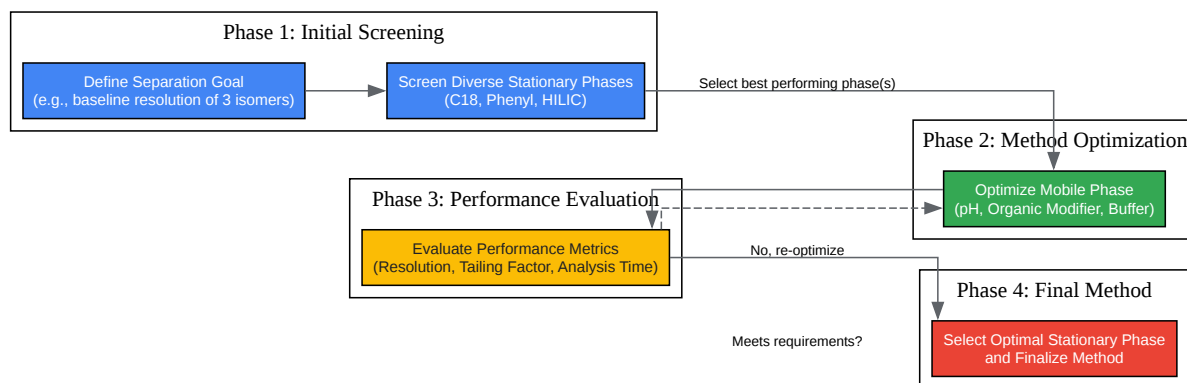 Phase 1: Initial Screening
Define Separation Goal
(e.g., baseline resolution of 3 isomers)
Screen Diverse Stationary Phases
(C18, Phenyl, HILIC)
Select best performing phase(s)
Phase 2: Method Optimization
Optimize Mobile Phase
(pH, Organic Modifier, Buffer)
Phase 3: Performance Evaluation
Evaluate Performance Metrics
(Resolution, Tailing Factor, Analysis Time)
No, re-optimize
Phase 4: Final Method
Select Optimal Stationary Phase
and Finalize Method
Meets requirements?